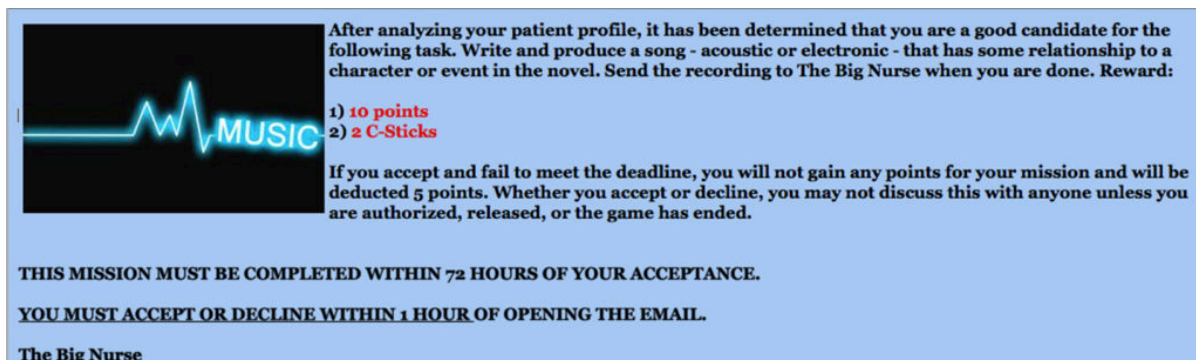 After analyzing your patient profile, it has been determined that you are a good candidate for the
following task. Write and produce a song - acoustic or electronic - that has some relationship to a
character or event in the novel. Send the recording to The Big Nurse when you are done. Reward:
1) 10 points
MUSIC
2) 2 C-Sticks
If you accept and fail to meet the deadline, you will not gain any points for your mission and will be
deducted 5 points. Whether you accept or decline, you may not discuss this with anyone unless you
are authorized, released, or the game has ended.
THIS MISSION MUST BE COMPLETED WITHIN 72 HOURS OF YOUR ACCEPTANCE.
YOU MUST ACCEPT OR DECLINE WITHIN 1 HOUR OF OPENING THE EMAIL.
The Big Nurse